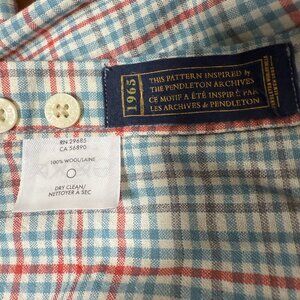 1965
THIS PATTERN INSPIRED by
THE PENDLETON ARCHIVES
CE MOTIF A ÉTÉ INSPIRÉ PAR
LES ARCHIVES de PENDLETON
RN 29685
CA 56890
100% WOOL/LAINE
DRY CLEAN/
NETTOYER A SEC